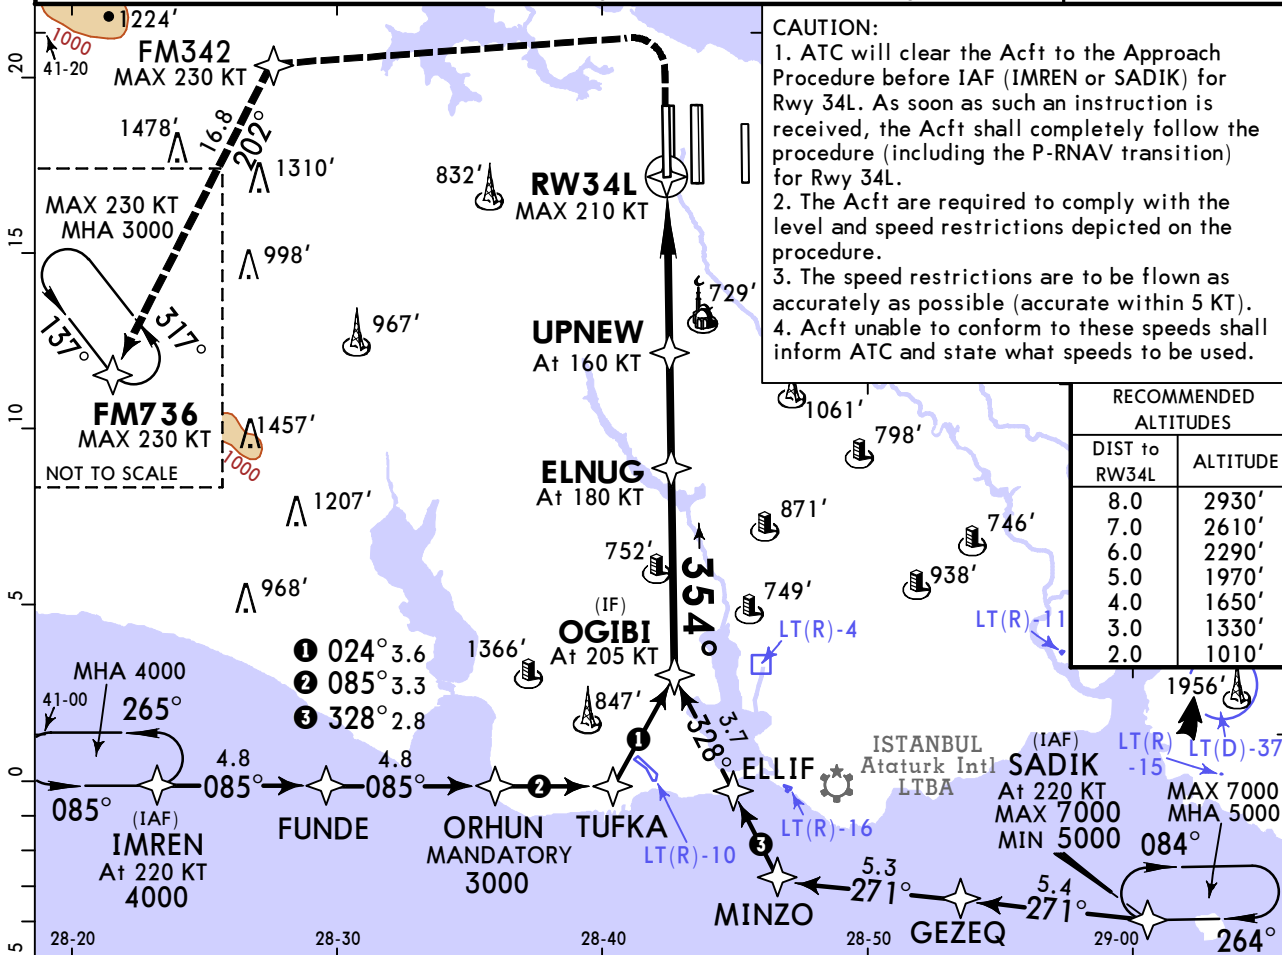 CAUTION:
1. ATC will clear the Acft to the Approach
Procedure before IAF (IMREN or SADIK) for
Rwy 34L. As soon as such an instruction is
received, the Acft shall completely follow the
procedure (including the P-RNAV transition)
for Rwy 34L.
2. The Acft are required to comply with the
level and speed restrictions depicted on the
procedure.
3. The speed restrictions are to be flown as
accurately as possible (accurate within 5 KT).
4. Acft unable to conform to these speeds shall
inform ATC and state what speeds to be used.
1224'
1000
41-20
FM342
MAX 230 KT
20
1478'
16.8
202°
1310'
832'
RW34L
MAX 210 KT
MAX 230 KT
MHA 3000
15
998'
137°
317°
967'
729'
UPNEW
At 160 KT
FM736
MAX 230 KT
NOT TO SCALE
10
1457'
1000
1061'
798'
ELNUG
At 180 KT
RECOMMENDED
ALTITUDES
DIST to
RW34L
ALTITUDE
8.0 2930'
7.0 2610'
6.0 2290'
5.0 1970'
4.0 1650'
3.0 1330'
2.0 1010'
1207'
871'
746'
752'
354°
938'
749'
968'
5
(IF)
OGIBI
At 205 KT
LT(R)-4
LT(R)-11
1 024° 3.6
2 085° 3.3
3 328° 2.8
1366'
847'
MHA 4000
41-00
265°
1956'
LT(R)
-15
LT(D)-37
3.7
328°
1
4.8
085°
4.8
085°
2
0
085°
(IAF)
IMREN
At 220 KT
4000
FUNDE
ORHUN
MANDATORY
3000
TUFKA
ELLIF
LT(R)-10
LT(R)-16
ISTANBUL
Ataturk Intl
LTBA
(IAF)
SADIK
At 220 KT
MAX 7000
MIN 5000
MAX 7000
MHA 5000
084°
3
MINZO
5.3
271°
GEZEQ
5.4
271°
264°
5
28-20
28-30
28-40
28-50
29-00